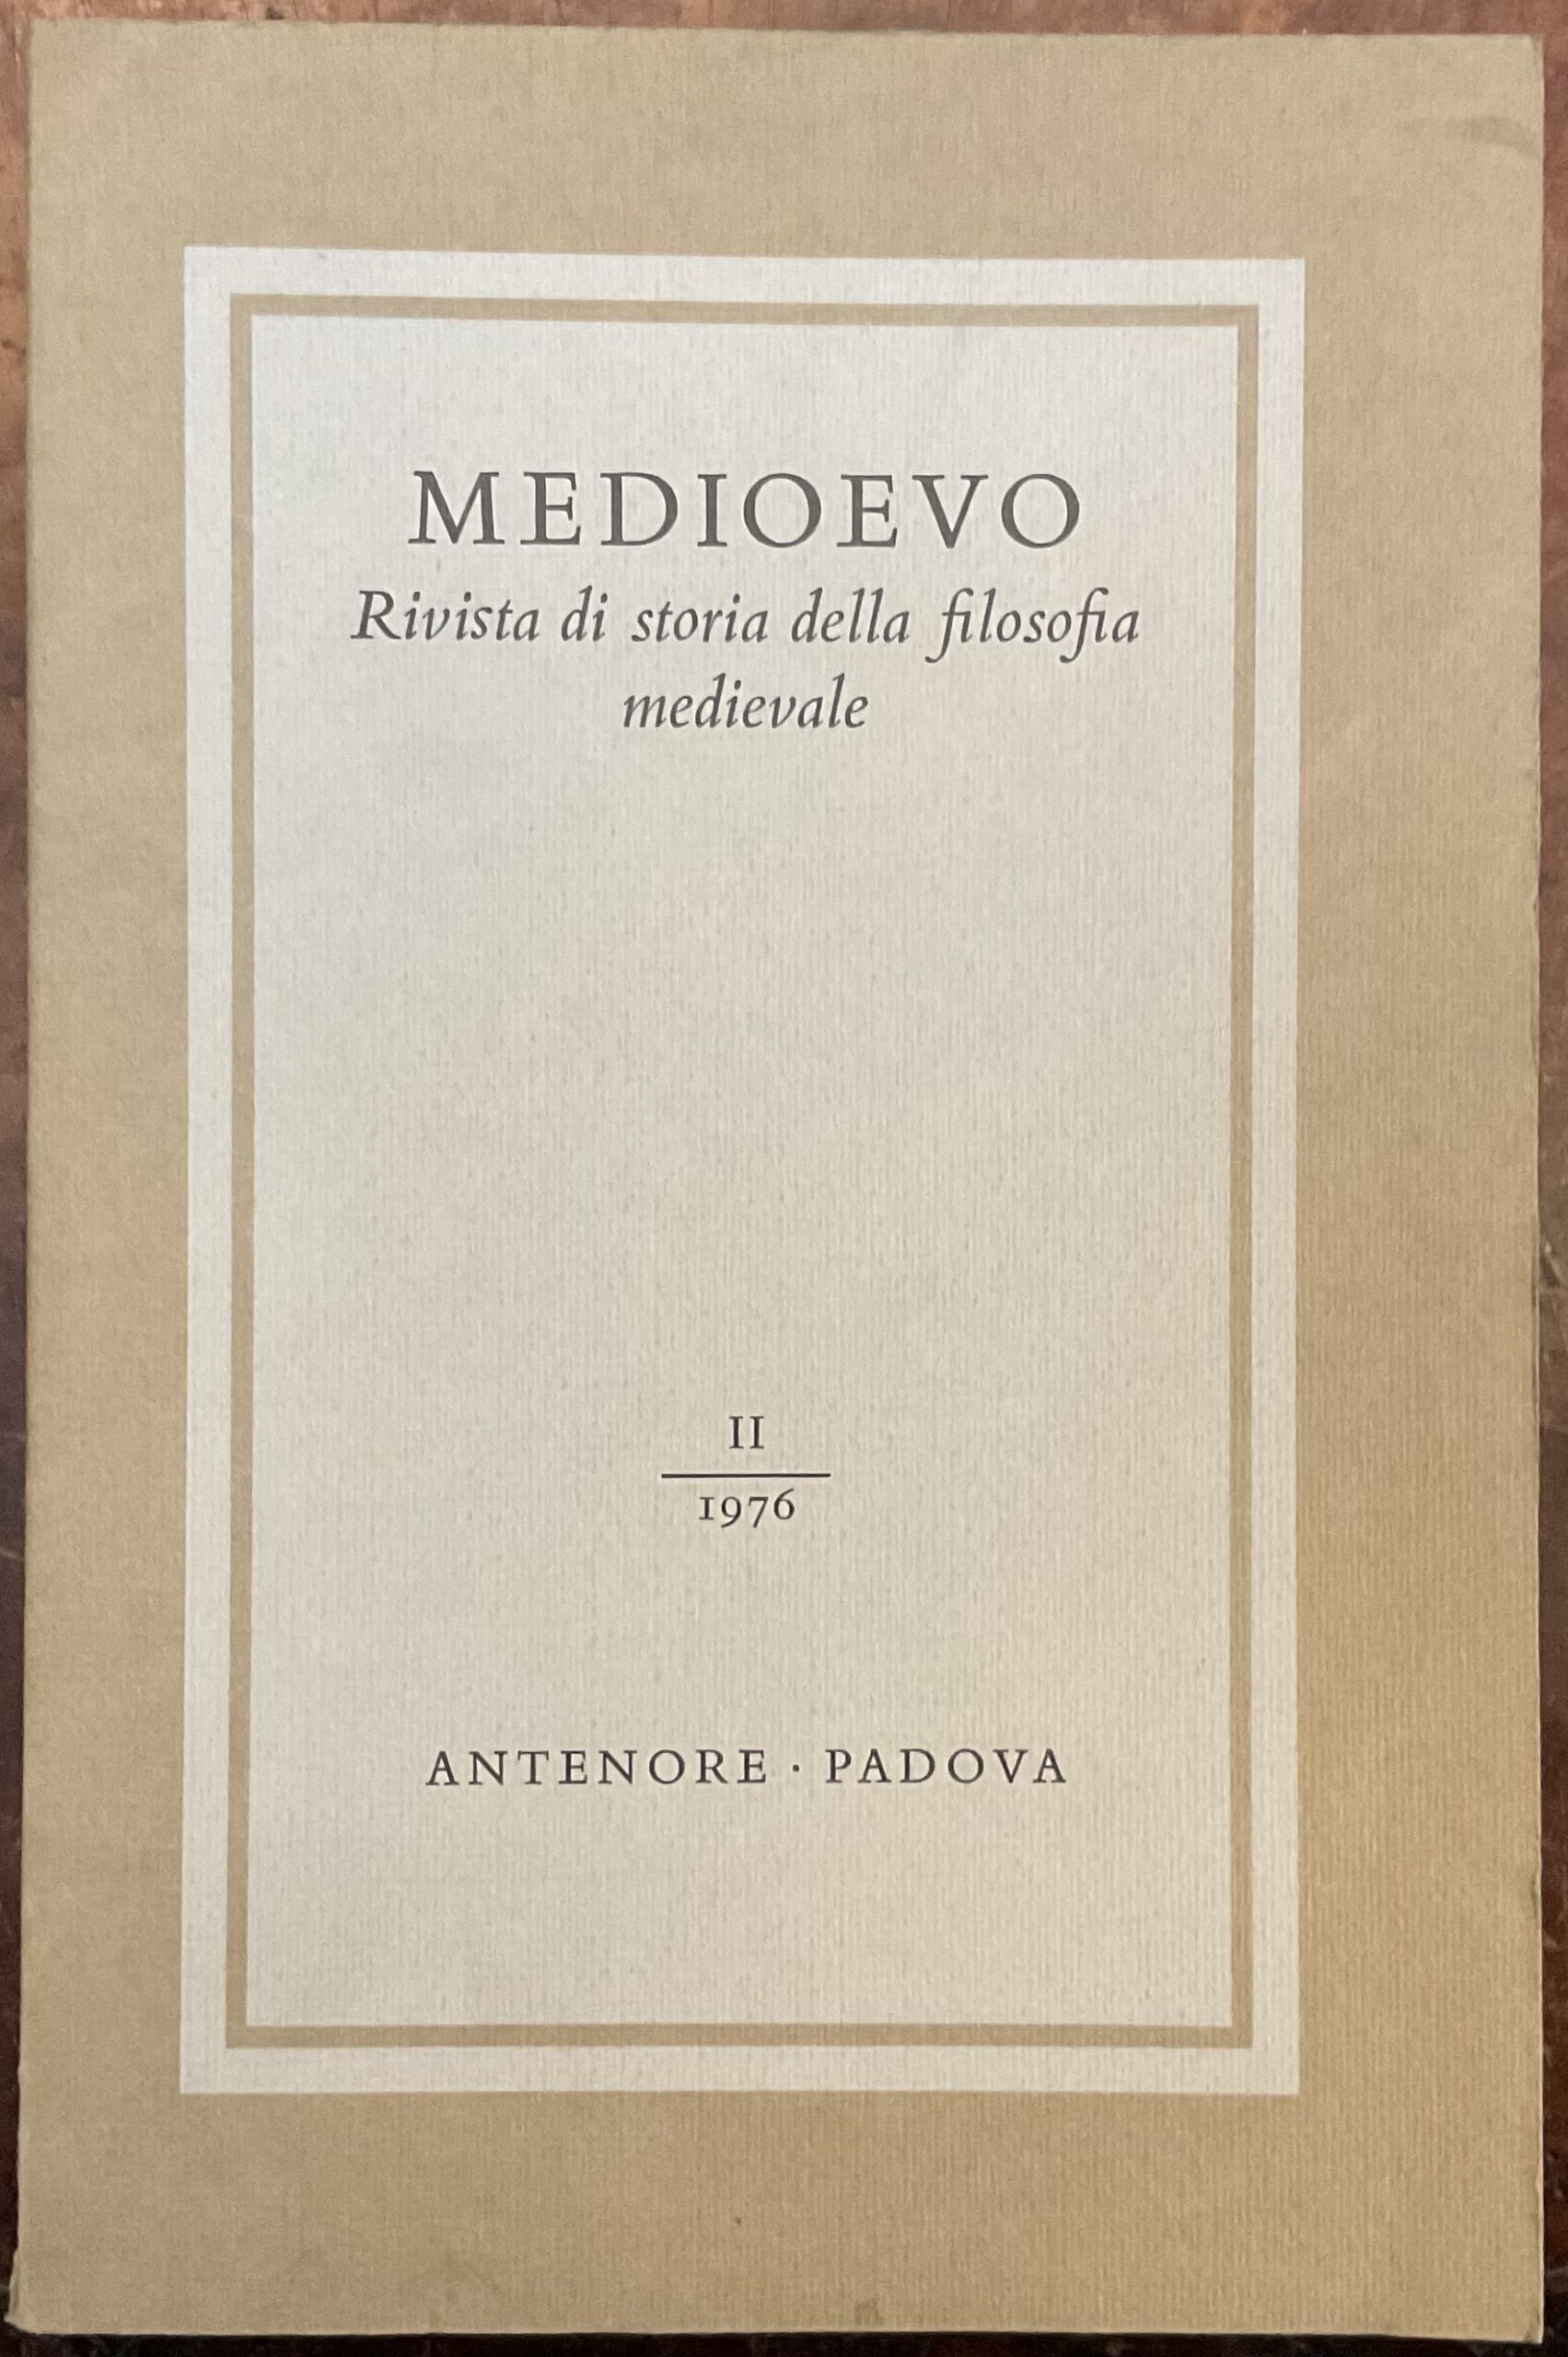 MEDIOEVO
Rivista di storia della filosofia
medievale
II
1976
ANTENORE · PADOVA